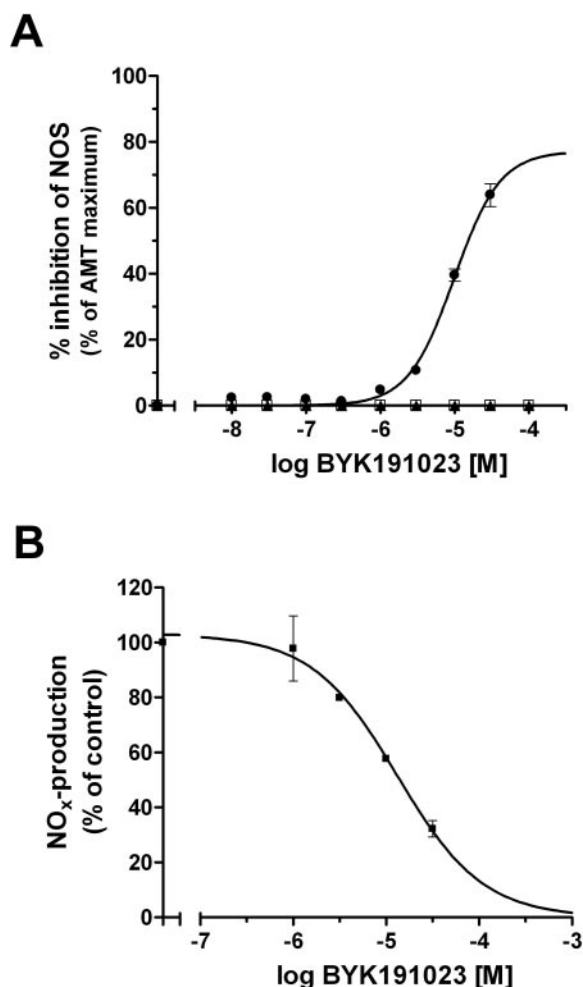 A
% inhibition of NOS
(% of AMT maximum)
100
80
60
40
20
0
-8
-7
-6
-5
-4
log BYK191023 [M]
B
NOx-production
(% of control)
120
100
80
60
40
20
0
-7
-6
-5
-4
-3
log BYK191023 [M]